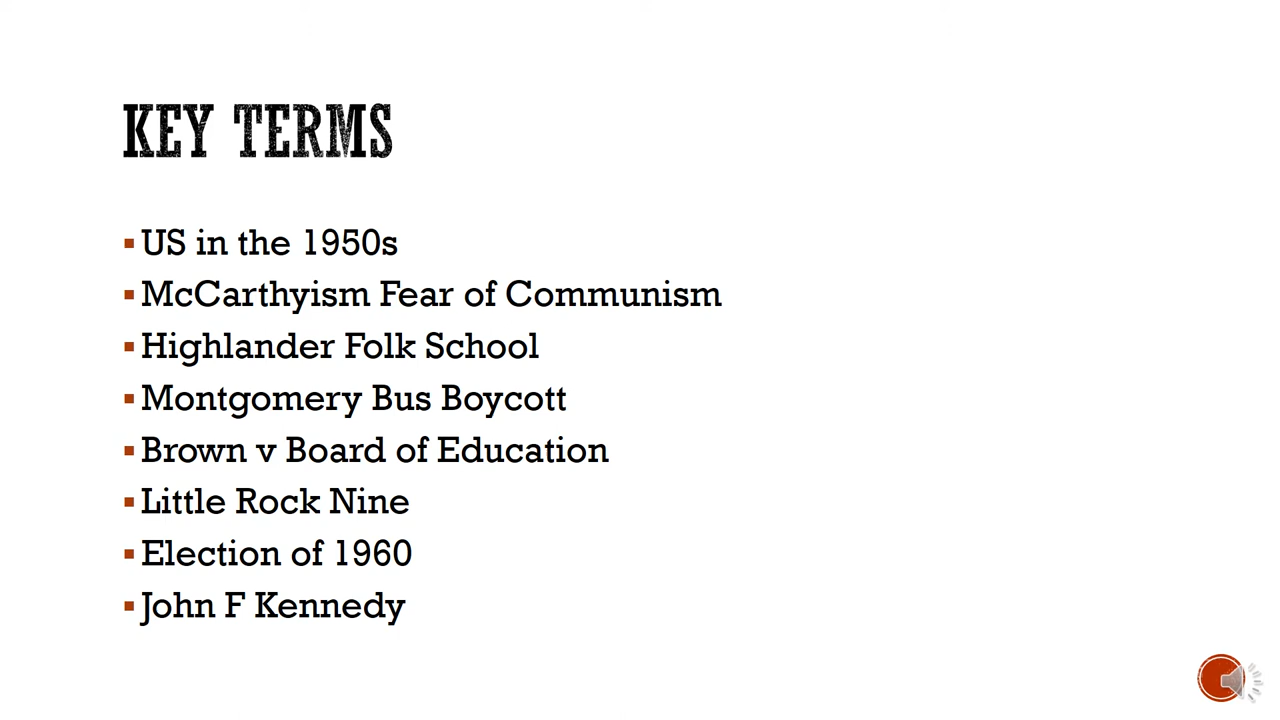 KEY TERMS
▪US in the 1950s
▪McCarthyism Fear of Communism
▪Highlander Folk School
▪Montgomery Bus Boycott
▪Brown v Board of Education
▪Little Rock Nine
▪Election of 1960
▪John F Kennedy